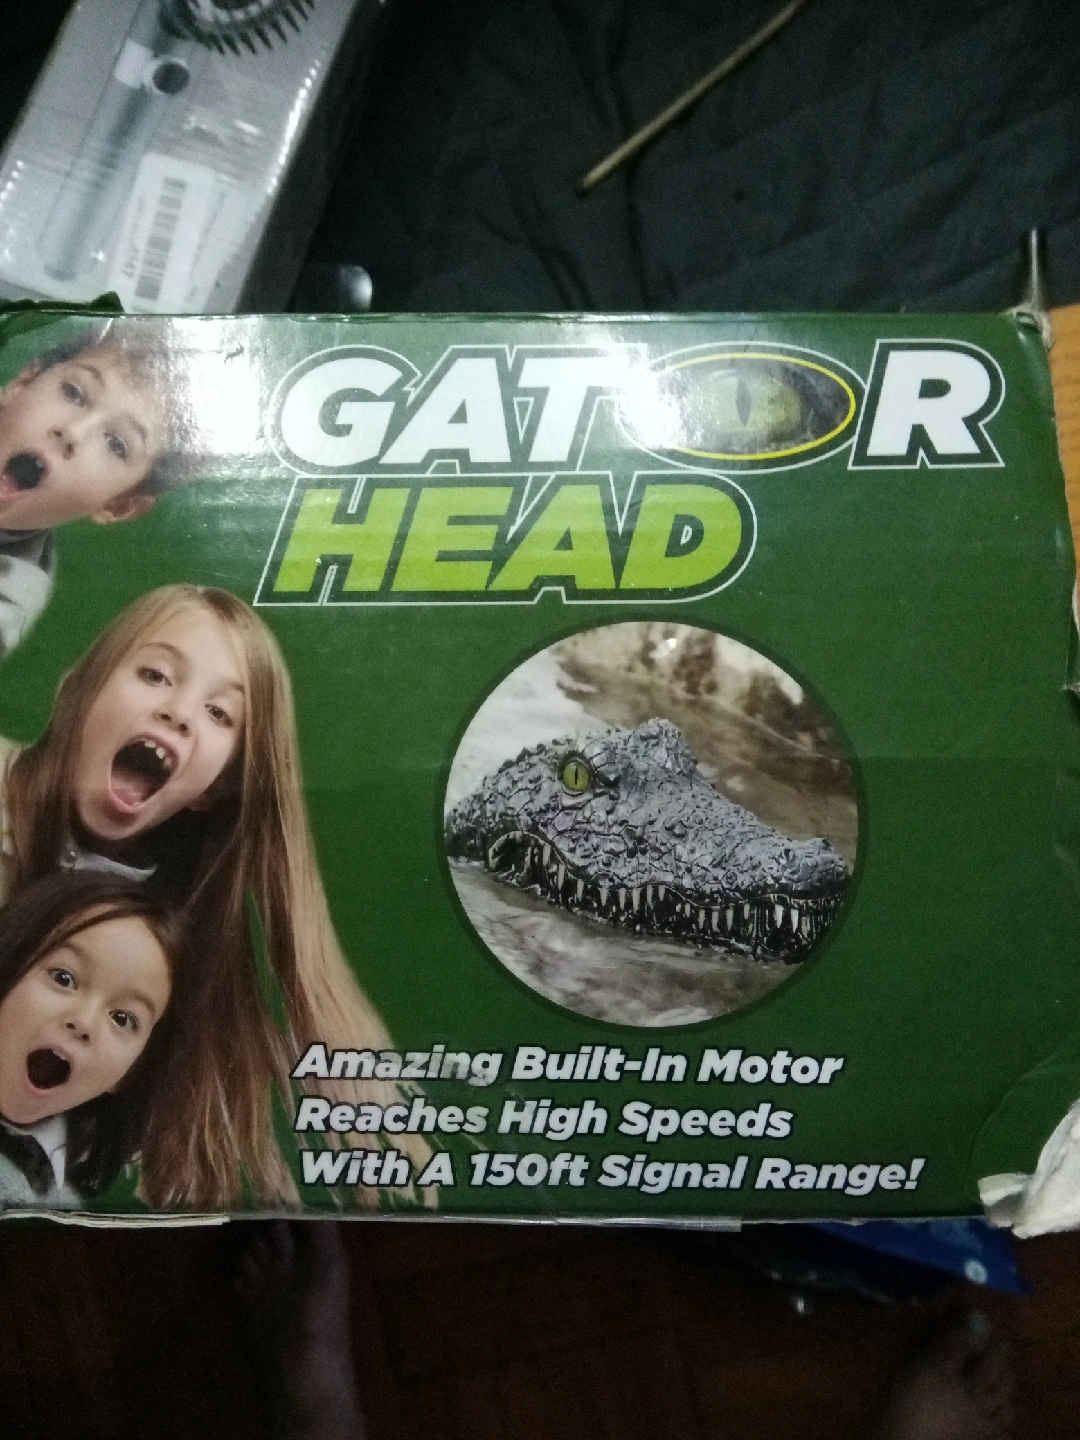 GATOR
HEAD
Amazing Built-In Motor
Reaches High Speeds
With A 150ft Signal Range!